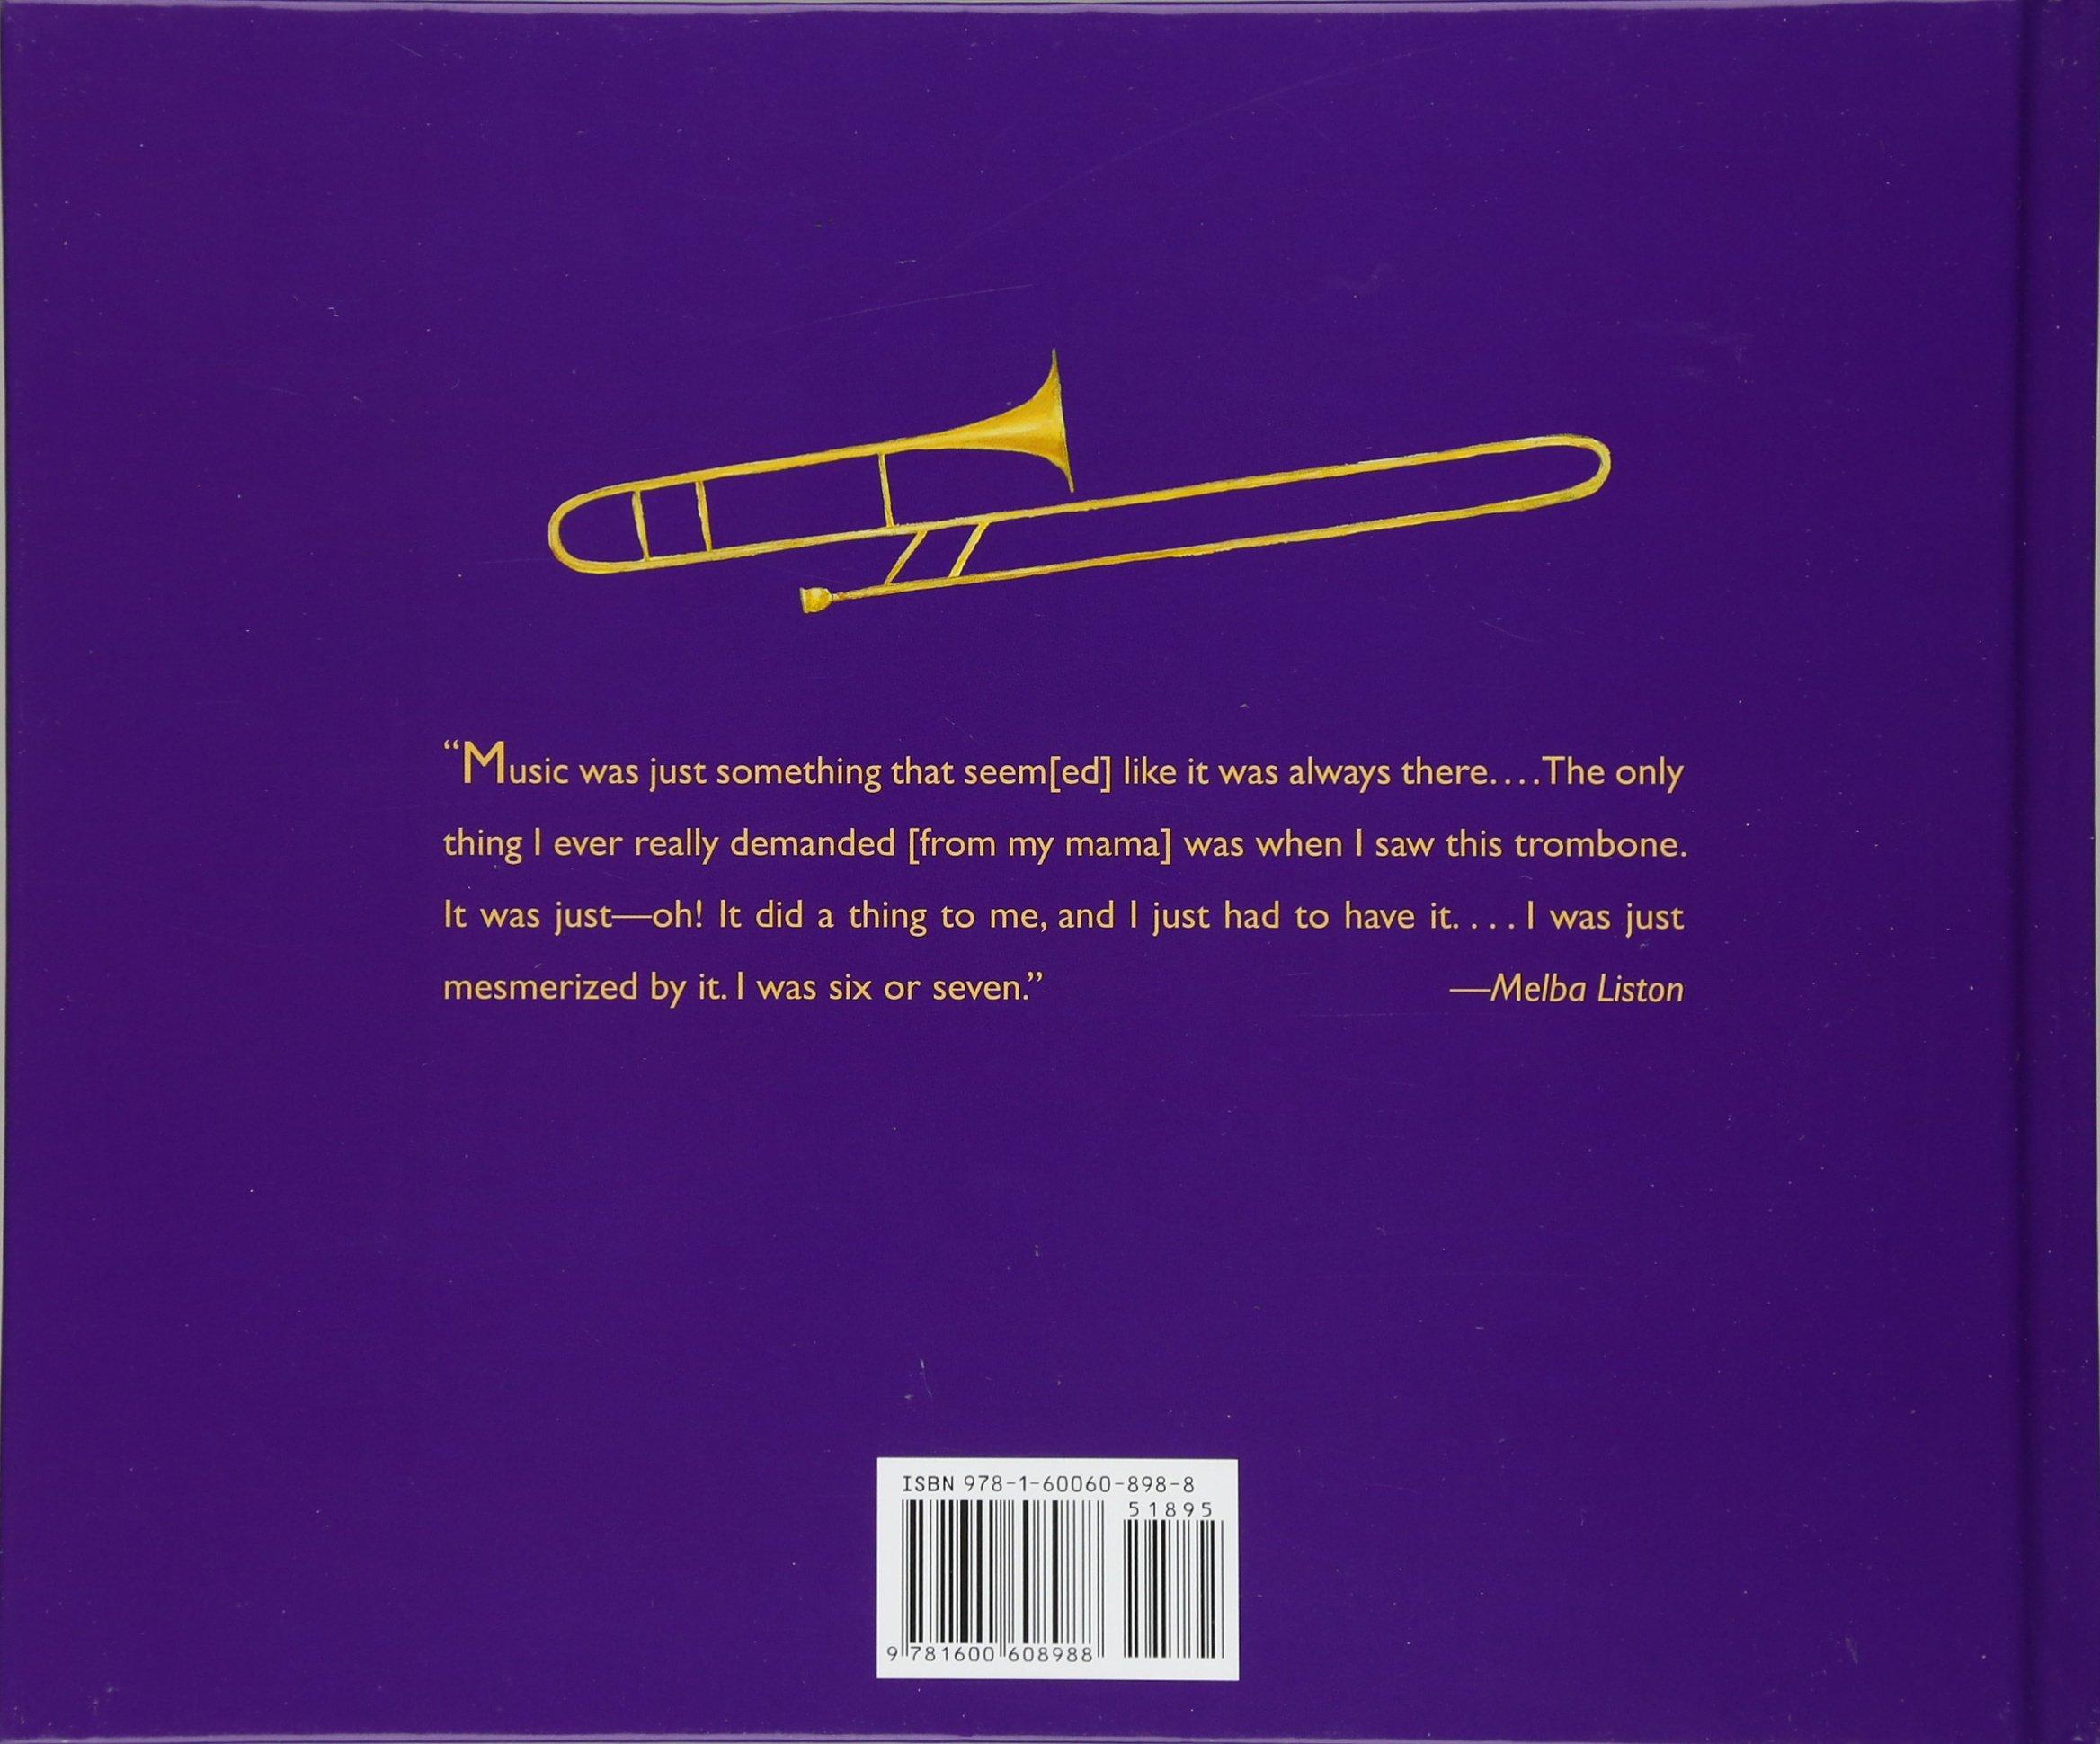 “Music was just something that seem[ed] like it was always there....The only
thing I ever really demanded [from my mama] was when I saw this trombone.
It was just—oh! It did a thing to me, and I just had to have it. . . . I was just
mesmerized by it. I was six or seven.” —Melba Liston
ISBN 978-1-60060-898-8
51895
9 781600 608988